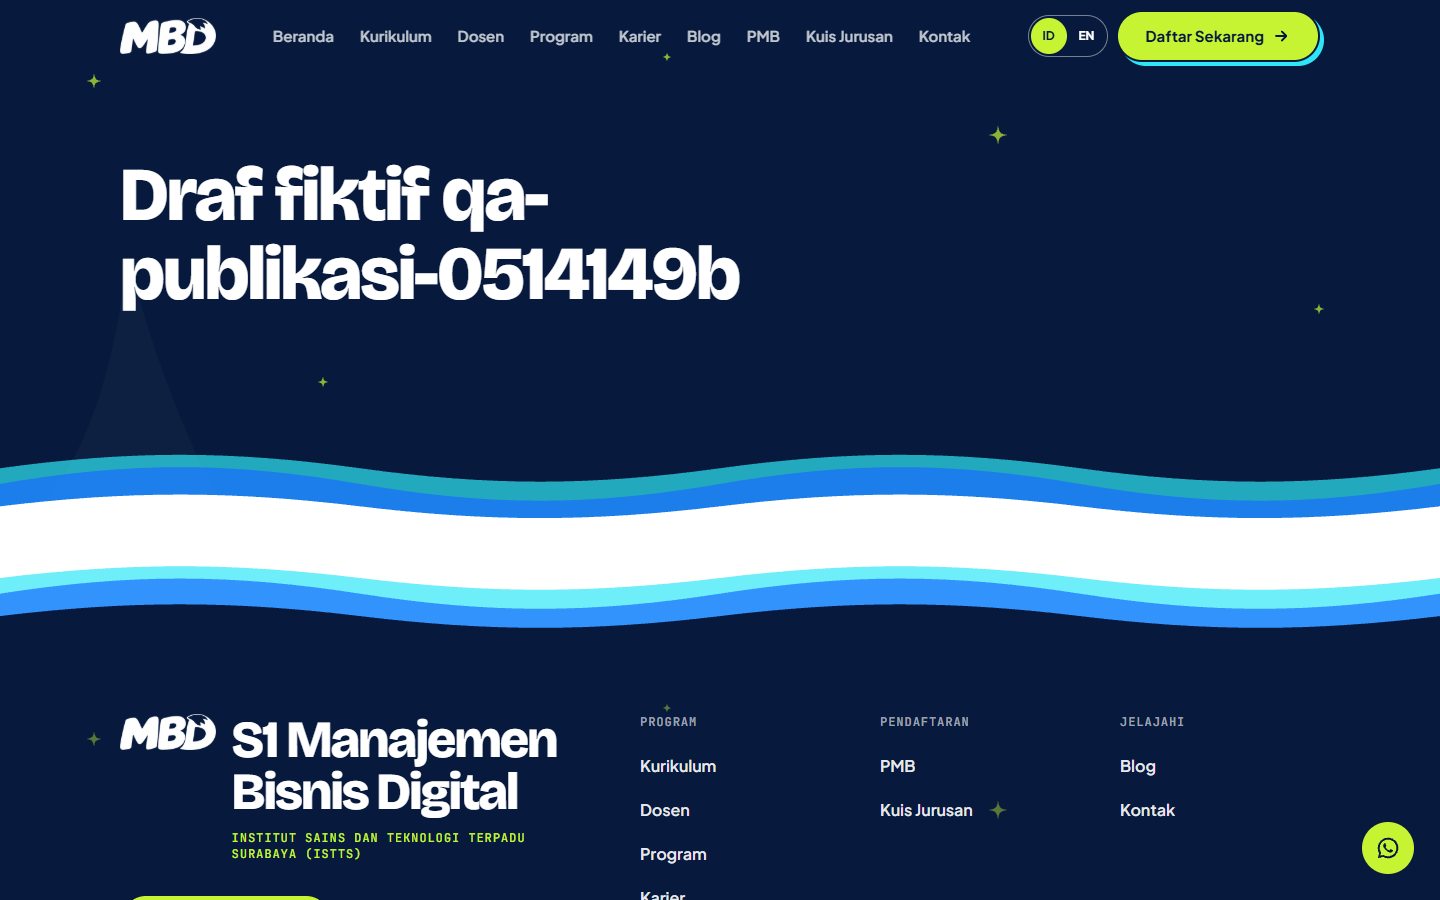 MBD
Beranda Kurikulum Dosen Program Karier Blog PMB Kuis Jurusan Kontak
ID EN
Daftar Sekarang →
Draf fiktif qa-
publikasi-0514149b
MBD
S1 Manajemen
Bisnis Digital
INSTITUT SAINS DAN TEKNOLOGI TERPADU
SURABAYA (ISTTS)
PROGRAM
Kurikulum
Dosen
Program
Karier
PENDAFTARAN
PMB
Kuis Jurusan
JELAJAHI
Blog
Kontak